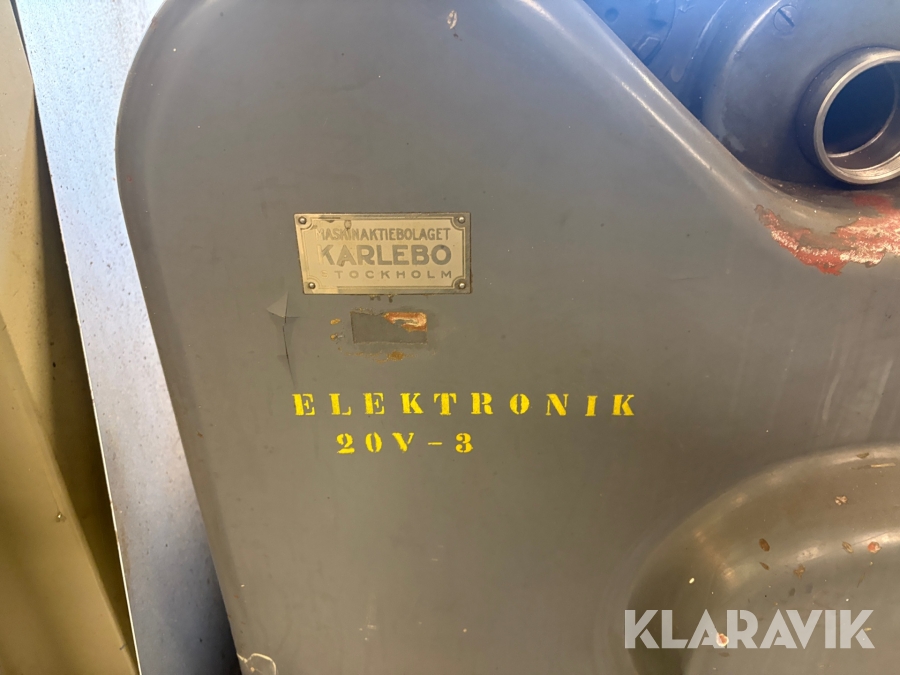 MASKINAKTIEBOLAGET
KARLEBO
STOCKHOLM
ELEKTRONIK
20V-3
KLARAVIK